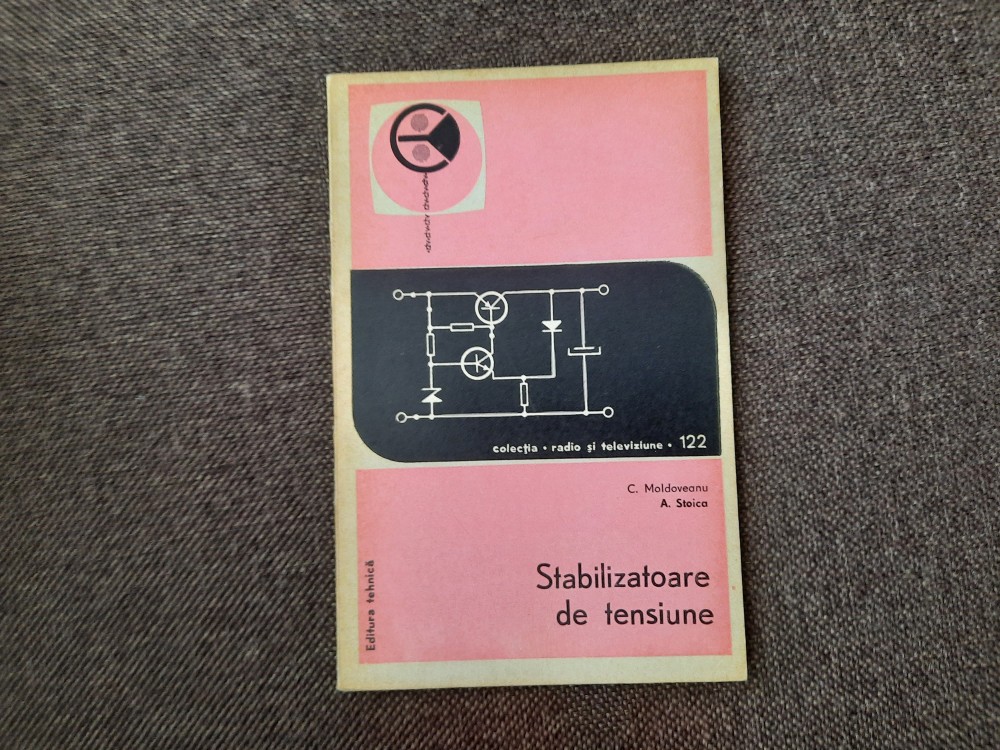 colecția • radio și televiziune • 122
C. Moldoveanu
A. Stoica
Stabilizatoare
de tensiune
Editura tehnică